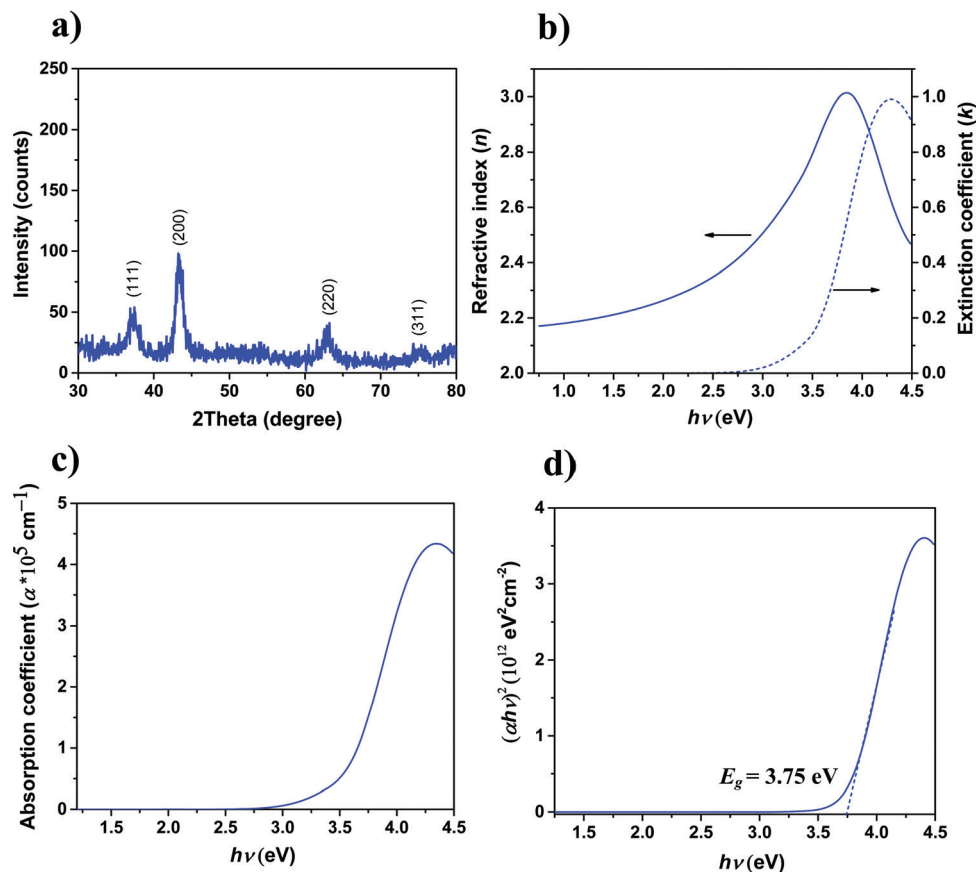 a)
250
200
150
100
50
0
Intensity (counts)
(111)
(200)
(220)
(311)
30 40 50 60 70 80
2Theta (degree)
b)
3.0
2.8
2.6
2.4
2.2
2.0
Refractive index (n)
1.0
0.8
0.6
0.4
0.2
0.0
Extinction coefficient (k)
1.0 1.5 2.0 2.5 3.0 3.5 4.0 4.5
hν (eV)
c)
5
4
3
2
1
0
Absorption coefficient (α *10⁵ cm⁻¹)
1.5 2.0 2.5 3.0 3.5 4.0 4.5
hν (eV)
d)
4
3
2
1
0
(αhν)² (10¹² eV²cm⁻²)
E_g = 3.75 eV
1.5 2.0 2.5 3.0 3.5 4.0 4.5
hν (eV)